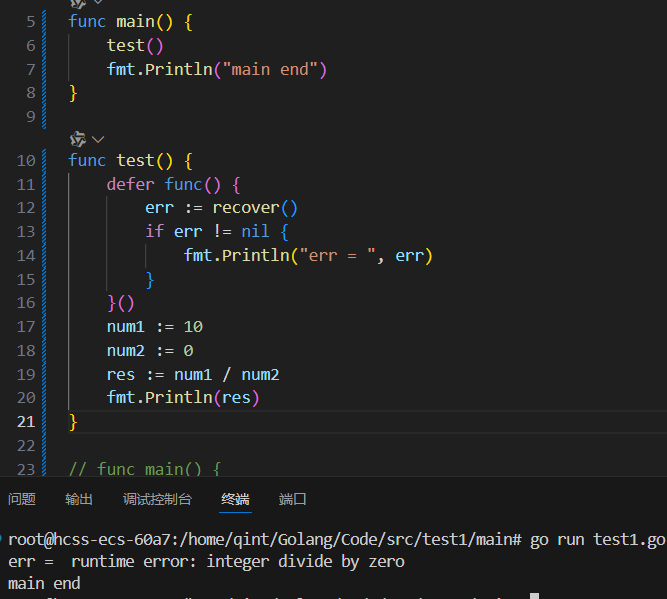 5 func main() {
6 test()
7 fmt.Println("main end")
8 }
9
10 func test() {
11 defer func() {
12 err := recover()
13 if err != nil {
14 fmt.Println("err = ", err)
15 }
16 }()
17 num1 := 10
18 num2 := 0
19 res := num1 / num2
20 fmt.Println(res)
21 }
22
23 // func main() {
问题 输出 调试控制台 终端 端口
root@hcss-ecs-60a7:/home/qint/Golang/Code/src/test1/main# go run test1.go
err =  runtime error: integer divide by zero
main end